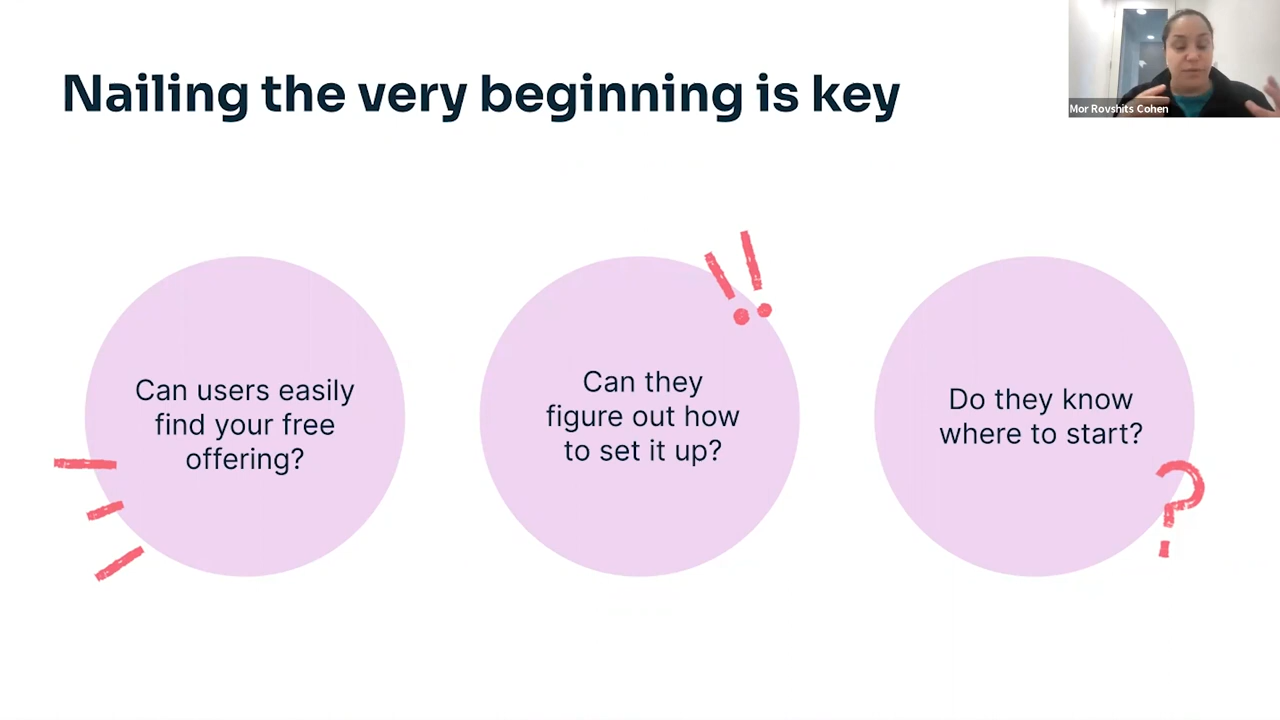 Nailing the very beginning is key
Mor Rovshits Cohen
Can users easily
find your free
offering?
Can they
figure out how
to set it up?
Do they know
where to start?